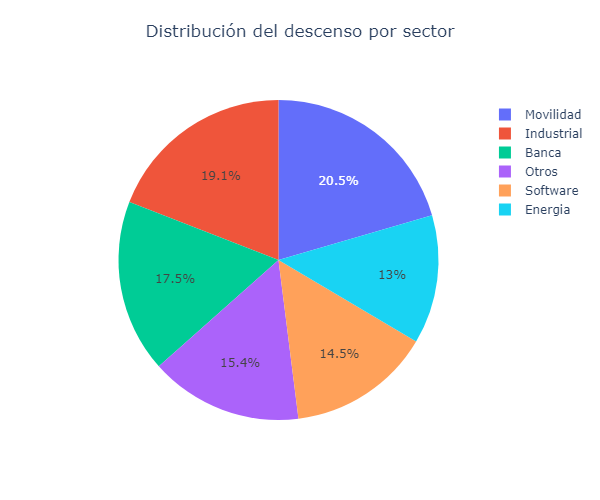 Distribución del descenso por sector
Movilidad
Industrial
Banca
Otros
Software
Energia
20.5%
19.1%
17.5%
13%
14.5%
15.4%